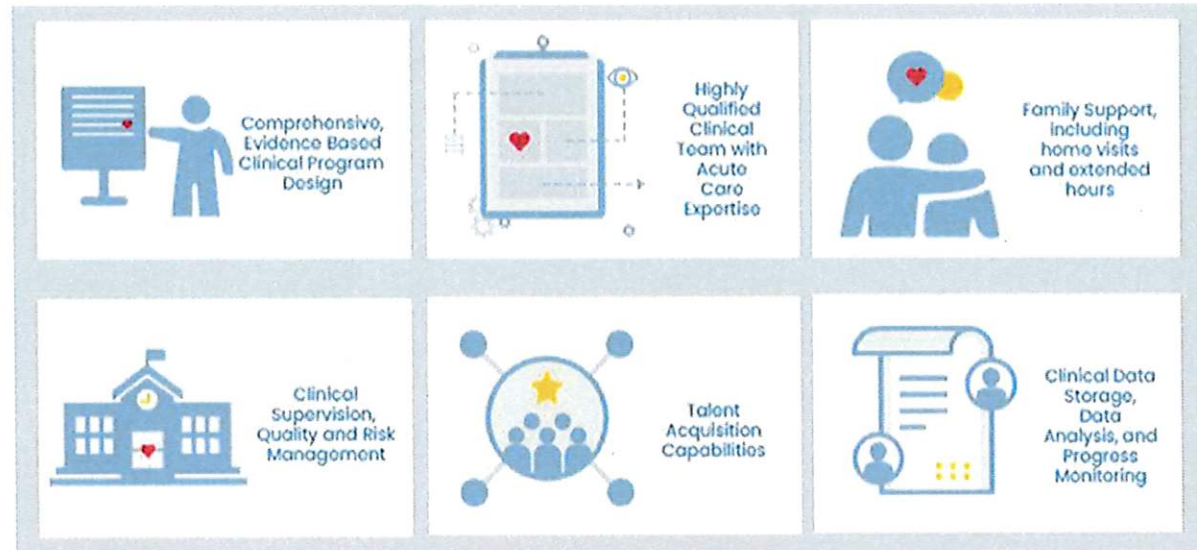 Comprehensive,
Evidence Based
Clinical Program
Design
Highly
Qualified
Clinical
Team with
Acute
Care
Expertise
Family Support,
including
home visits
and extended
hours
Clinical
Supervision,
Quality and Risk
Management
Talent
Acquisition
Capabilities
Clinical Data
Storage,
Data
Analysis, and
Progress
Monitoring